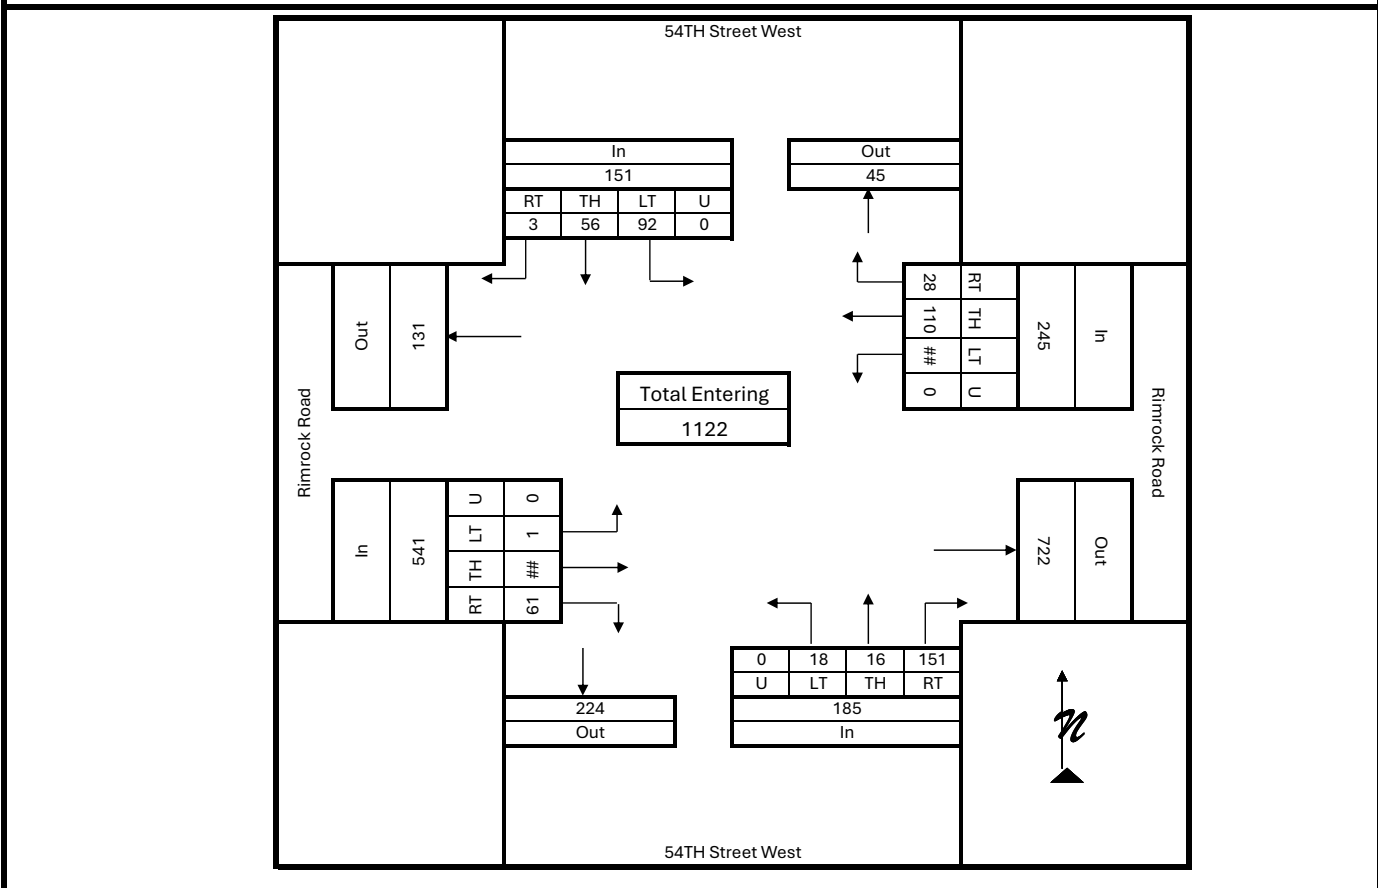 54TH Street West
In
151
RT TH LT U
3 56 92 0
Out
45
Out
131
28 RT
110 TH
## LT
0 U
245
In
Rimrock Road
Rimrock Road
Total Entering
1122
In
541
U 0
LT 1
TH ##
RT 61
722
Out
0 18 16 151
U LT TH RT
185
In
224
Out
N
54TH Street West